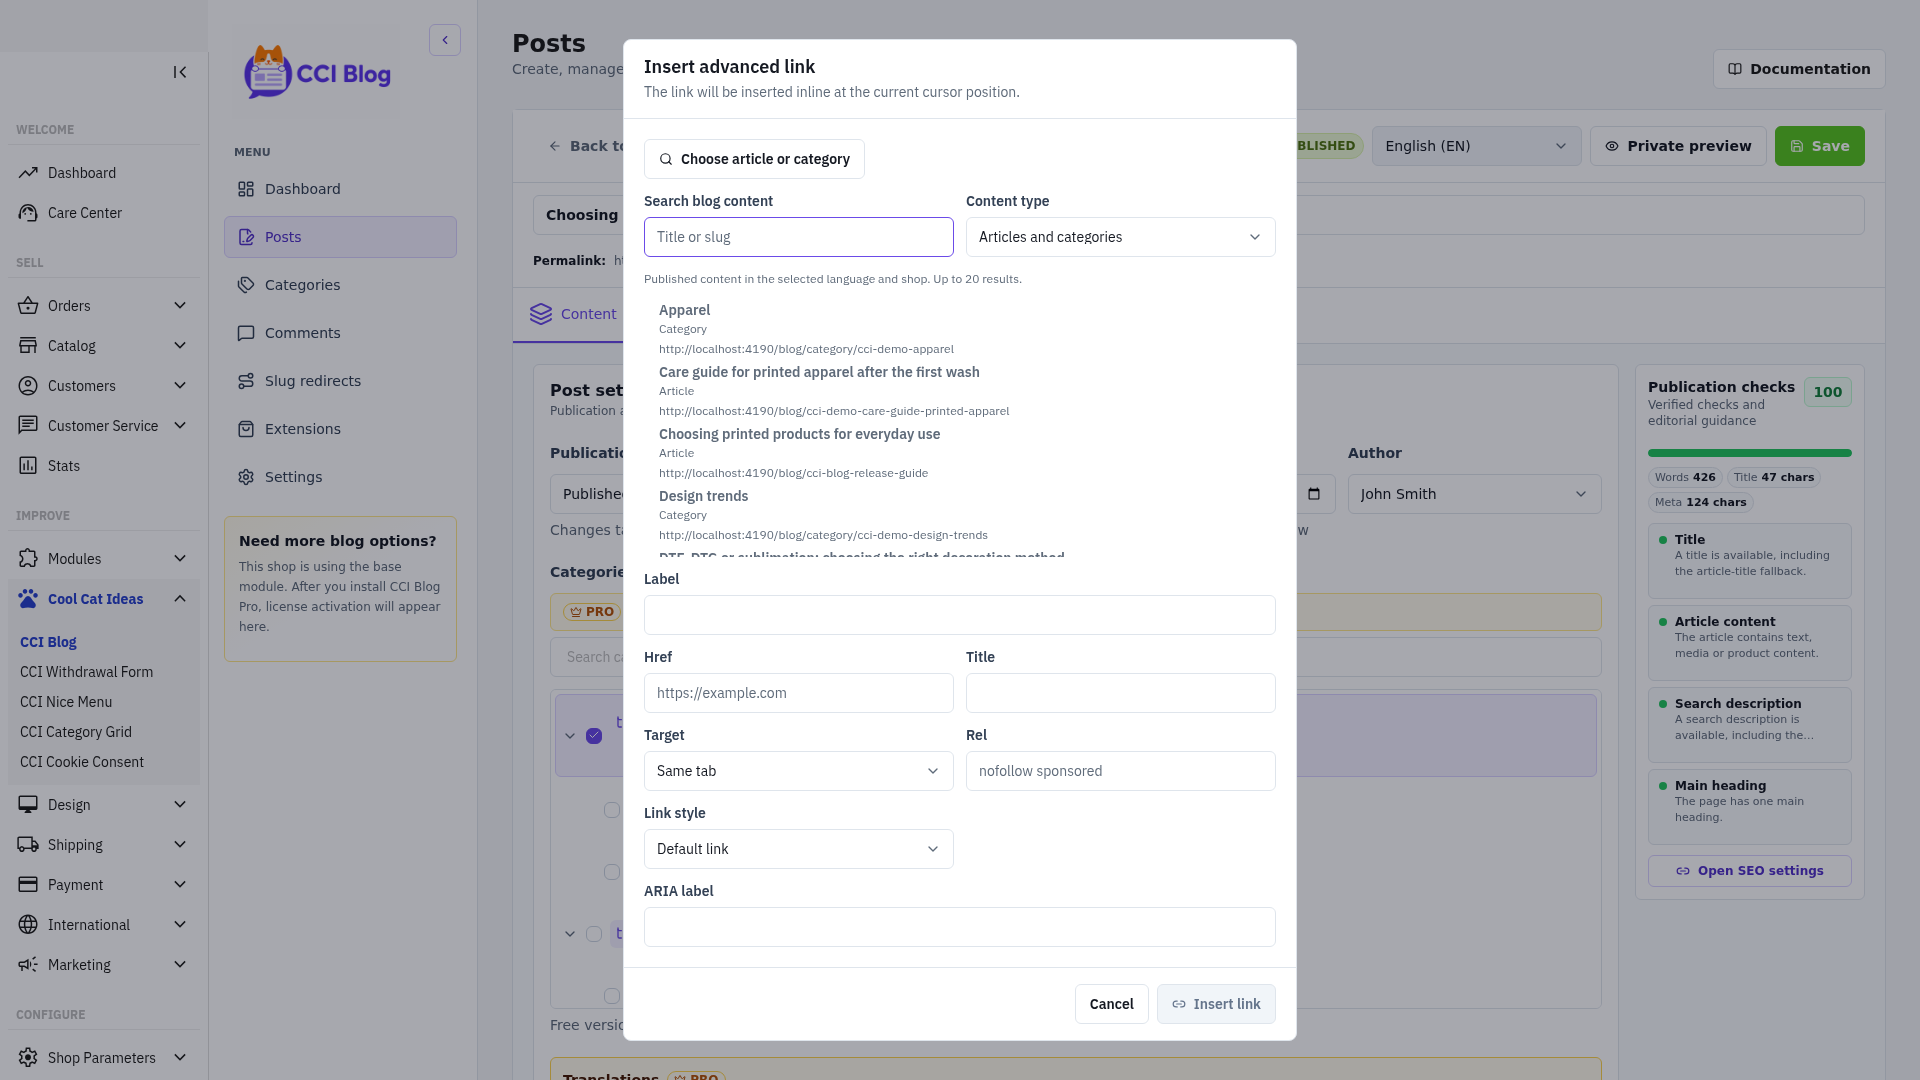 CCI Blog
WELCOME
Dashboard
Care Center
SELL
Orders
Catalog
Customers
Customer Service
Stats
IMPROVE
Modules
Cool Cat Ideas
CCI Blog
CCI Withdrawal Form
CCI Nice Menu
CCI Category Grid
CCI Cookie Consent
Design
Shipping
Payment
International
Marketing
CONFIGURE
Shop Parameters
MENU
Dashboard
Posts
Categories
Comments
Slug redirects
Extensions
Settings
Need more blog options?
This shop is using the base
module. After you install CCI Blog
Pro, license activation will appear
here.
Posts
Create, manage
Documentation
Back to
English (EN)
Private preview
Save
Choosing
Permalink:
Content
Post
Publication
Changes
PRO
Search
Free
Translations
PRO
Insert advanced link
The link will be inserted inline at the current cursor position.
Choose article or category
Search blog content
Content type
Title or slug
Articles and categories
Published content in the selected language and shop. Up to 20 results.
Apparel
Category
http://localhost:4190/blog/category/cci-demo-apparel
Care guide for printed apparel after the first wash
Article
http://localhost:4190/blog/cci-demo-care-guide-printed-apparel
Choosing printed products for everyday use
Article
http://localhost:4190/blog/cci-blog-release-guide
Design trends
Category
http://localhost:4190/blog/category/cci-demo-design-trends
DTF, DTG or sublimation: choosing the right decoration method
Label
Href
Title
https://example.com
Target
Rel
Same tab
nofollow sponsored
Link style
Default link
ARIA label
Cancel
Insert link
Author
John Smith
Publication checks
100
Verified checks and
editorial guidance
Words 426
Title 47 chars
Meta 124 chars
Title
A title is available, including
the article-title fallback.
Article content
The article contains text,
media or product content.
Search description
A search description is
available, including the...
Main heading
The page has one main
heading.
Open SEO settings